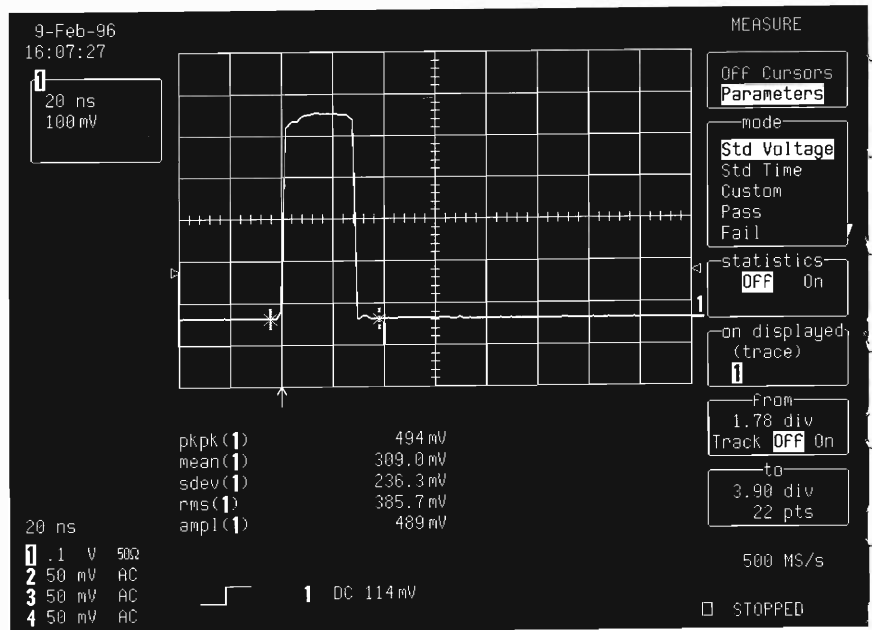 9-Feb-96
16:07:27
1
20 ns
100 mV
MEASURE
OFF Cursors
Parameters
mode
Std Voltage
Std Time
Custom
Pass
Fail
statistics
Off On
1
on displayed
(trace)
1
from
1.78 div
Track Off On
to
3.90 div
22 pts
pkpk(1) 494 mV
mean(1) 309.0 mV
sdev(1) 236.3 mV
rms(1) 385.7 mV
ampl(1) 489 mV
20 ns
1 .1 V 50Ω
2 50 mV AC
3 50 mV AC
4 50 mV AC
1 DC 114 mV
500 MS/s
STOPPED